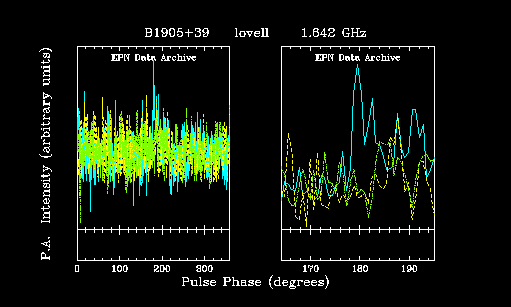 B1905+39 lovell 1.642 GHz
EPN Data Archive EPN Data Archive
P.A. Intensity (arbitrary units)
0 100 200 300 170 180 190
Pulse Phase (degrees)